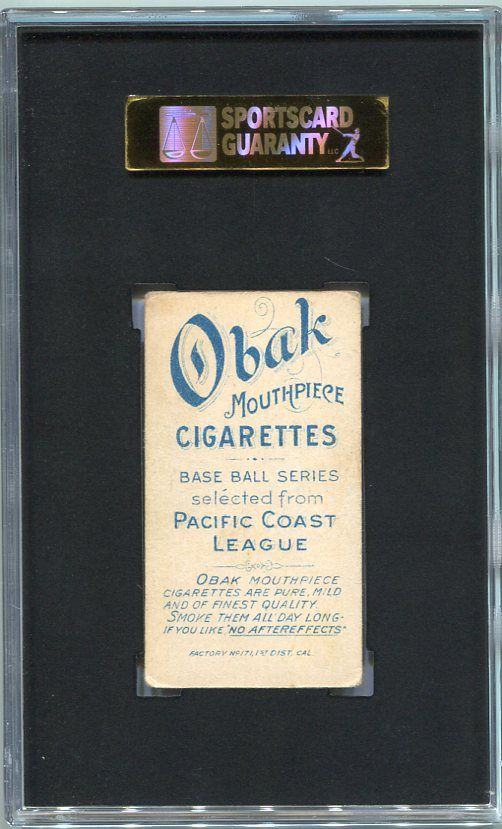 SPORTSCARD
GUARANTY LLC
Obak
MOUTHPIECE
CIGARETTES
BASE BALL SERIES
selected from
PACIFIC COAST
LEAGUE
OBAK MOUTHPIECE
CIGARETTES ARE PURE, MILD
AND OF FINEST QUALITY.
SMOKE THEM ALL DAY LONG-
IF YOU LIKE "NO AFTEREFFECTS"
FACTORY NO 171, 1ST DIST. CAL.